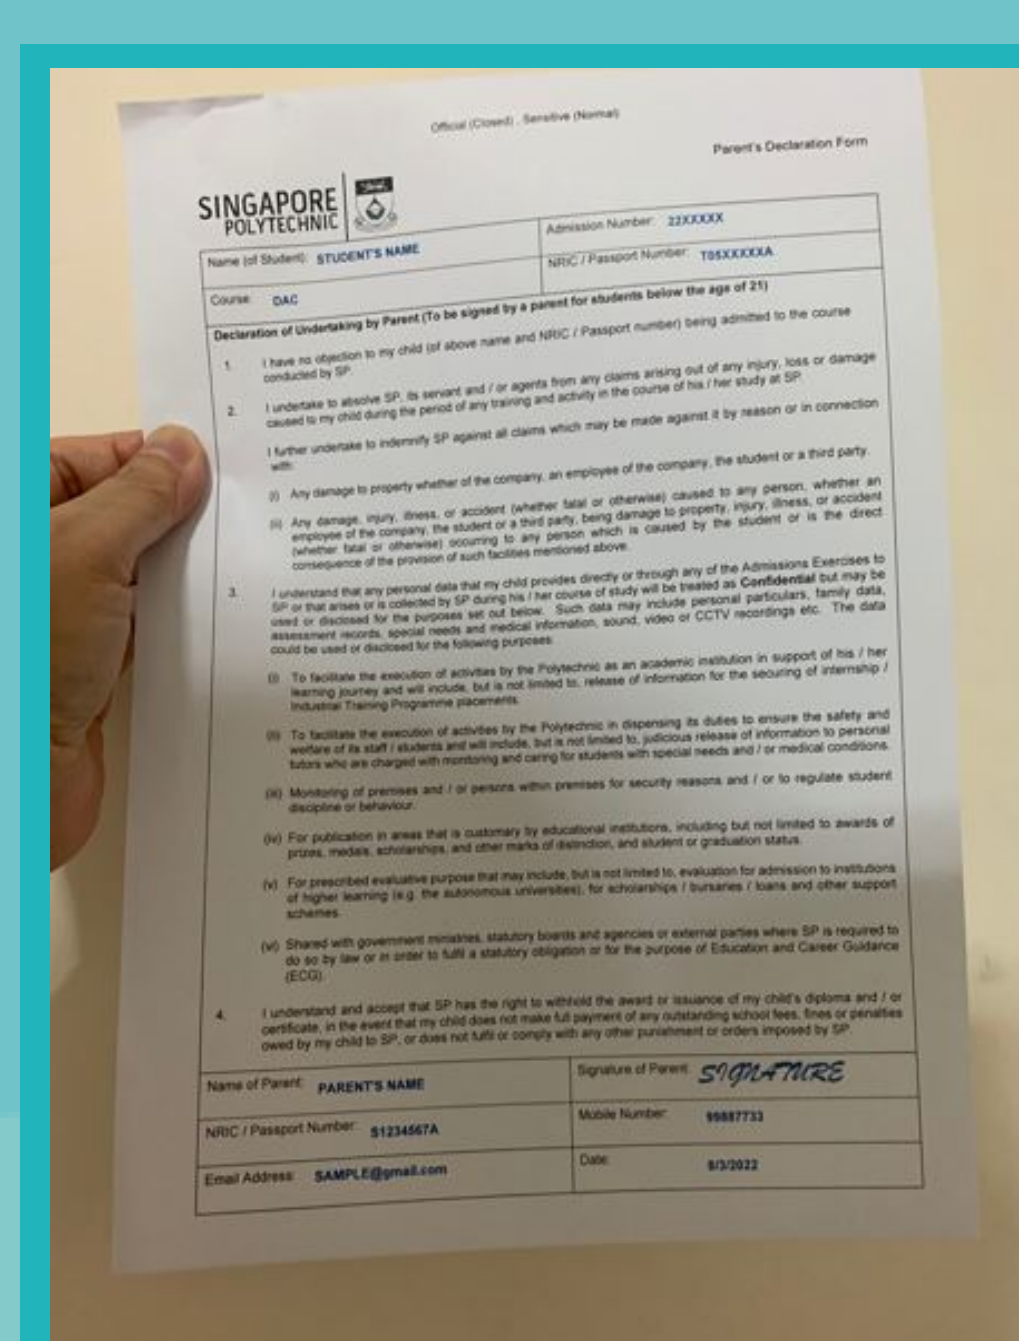 Official (Closed) , Sensitive (Normal)
Parent's Declaration Form
SINGAPORE
POLYTECHNIC
Name (of Student): STUDENT'S NAME
Admission Number: 22XXXXX
NRIC / Passport Number: T05XXXXXA
Course: DAC
Declaration of Undertaking by Parent (To be signed by a parent for students below the age of 21)
1. I have no objection to my child (of above name and NRIC / Passport number) being admitted to the course
conducted by SP.
2. I undertake to absolve SP, its servant and / or agents from any claims arising out of any injury, loss or damage
caused to my child during the period of any training and activity in the course of his / her study at SP.
I further undertake to indemnify SP against all claims which may be made against it by reason or in connection
with:
(i) Any damage to property whether of the company, an employee of the company, the student or a third party.
(ii) Any damage, injury, illness, or accident (whether fatal or otherwise) caused to any person, whether an
employee of the company, the student or a third party, being damage to property, injury, illness, or accident
(whether fatal or otherwise) occurring to any person which is caused by the student or is the direct
consequence of the provision of such facilities mentioned above.
3. I understand that any personal data that my child provides directly or through any of the Admissions Exercises to
SP or that arises or is collected by SP during his / her course of study will be treated as Confidential but may be
used or disclosed for the purposes set out below. Such data may include personal particulars, family data,
assessment records, special needs and medical information, sound, video or CCTV recordings etc. The data
could be used or disclosed for the following purposes:
(i) To facilitate the execution of activities by the Polytechnic as an academic institution in support of his / her
learning journey and will include, but is not limited to, release of information for the securing of internship /
Industrial Training Programme placements.
(ii) To facilitate the execution of activities by the Polytechnic in dispensing its duties to ensure the safety and
welfare of its staff / students and will include, but is not limited to, judicious release of information to personal
tutors who are charged with monitoring and caring for students with special needs and / or medical conditions.
(iii) Monitoring of premises and / or persons within premises for security reasons and / or to regulate student
discipline or behaviour.
(iv) For publication in areas that is customary by educational institutions, including but not limited to awards of
prizes, medals, scholarships, and other marks of distinction, and student or graduation status.
(v) For prescribed evaluative purpose that may include, but is not limited to, evaluation for admission to institutions
of higher learning (e.g. the autonomous universities), for scholarships / bursaries / loans and other support
schemes.
(vi) Shared with government ministries, statutory boards and agencies or external parties where SP is required to
do so by law or in order to fulfil a statutory obligation or for the purpose of Education and Career Guidance
(ECG).
4. I understand and accept that SP has the right to withhold the award or issuance of my child's diploma and / or
certificate, in the event that my child does not make full payment of any outstanding school fees, fines or penalties
owed by my child to SP, or does not fulfil or comply with any other punishment or orders imposed by SP.
Name of Parent: PARENT'S NAME
Signature of Parent: SIGNATURE
NRIC / Passport Number: S1234567A
Mobile Number: 99887733
Email Address: SAMPLE@gmail.com
Date: 8/3/2022